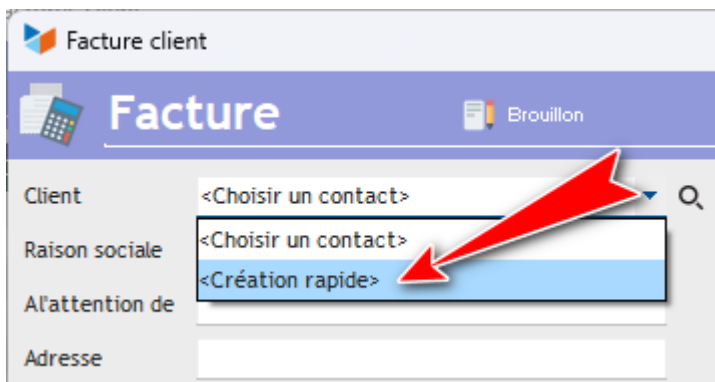 Facture client
Facture
Brouillon
Client
<Choisir un contact>
<Choisir un contact>
Raison sociale
<Création rapide>
Al'attention de
Adresse